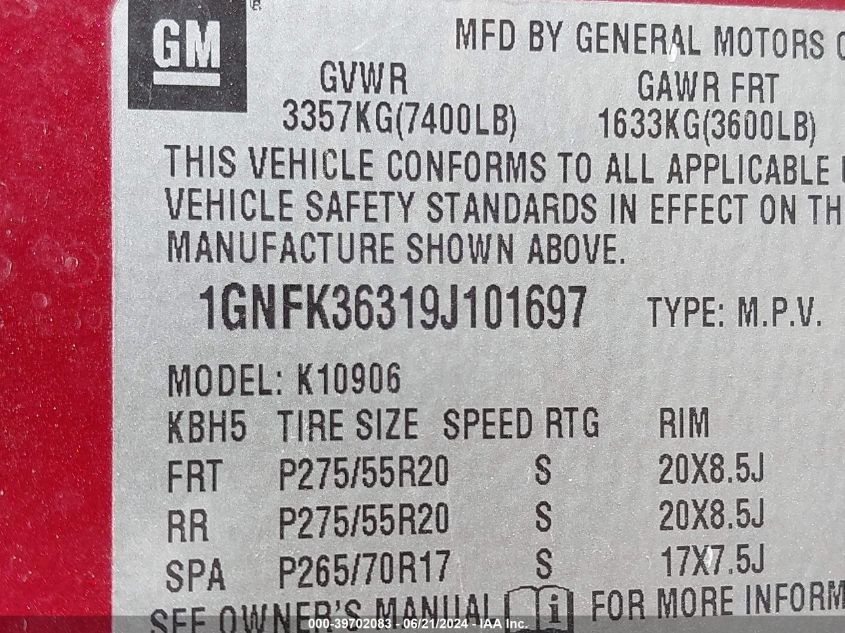 GM ®
MFD BY GENERAL MOTORS
GVWR GAWR FRT
3357KG(7400LB) 1633KG(3600LB)
THIS VEHICLE CONFORMS TO ALL APPLICABLE
VEHICLE SAFETY STANDARDS IN EFFECT ON TH
MANUFACTURE SHOWN ABOVE.
1GNFK36319J101697 TYPE: M.P.V.
MODEL: K10906
KBH5 TIRE SIZE SPEED RTG RIM
FRT P275/55R20 S 20X8.5J
RR P275/55R20 S 20X8.5J
SPA P265/70R17 S 17X7.5J
SEE OWNER'S MANUAL i FOR MORE INFORM
000-39702083 - 06/21/2024 - IAA Inc.